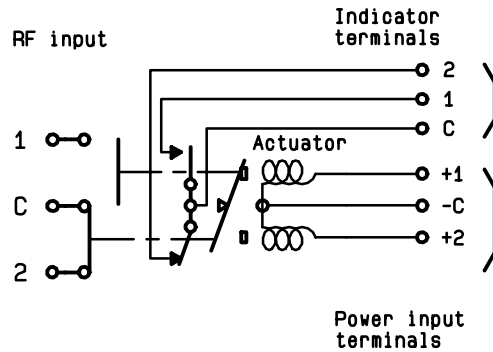 RF input
Indicator
terminals
2
1
C
Actuator
1
C
2
+1
-C
+2
Power input
terminals